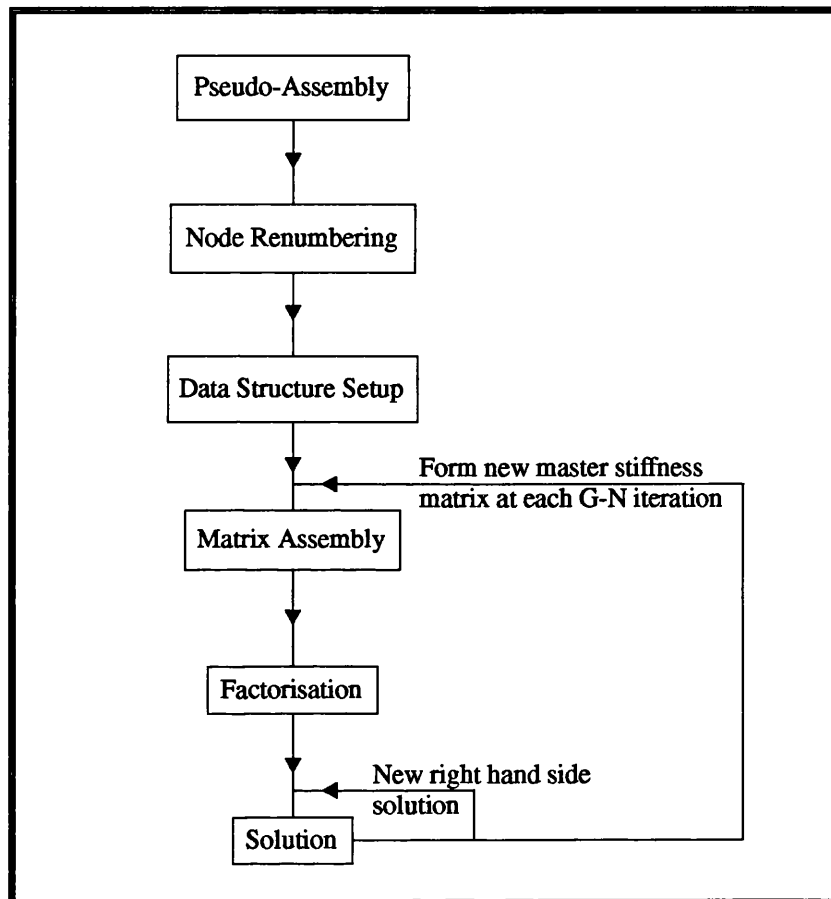 Pseudo-Assembly
Node Renumbering
Data Structure Setup
Form new master stiffness
matrix at each G-N iteration
Matrix Assembly
Factorisation
New right hand side
solution
Solution